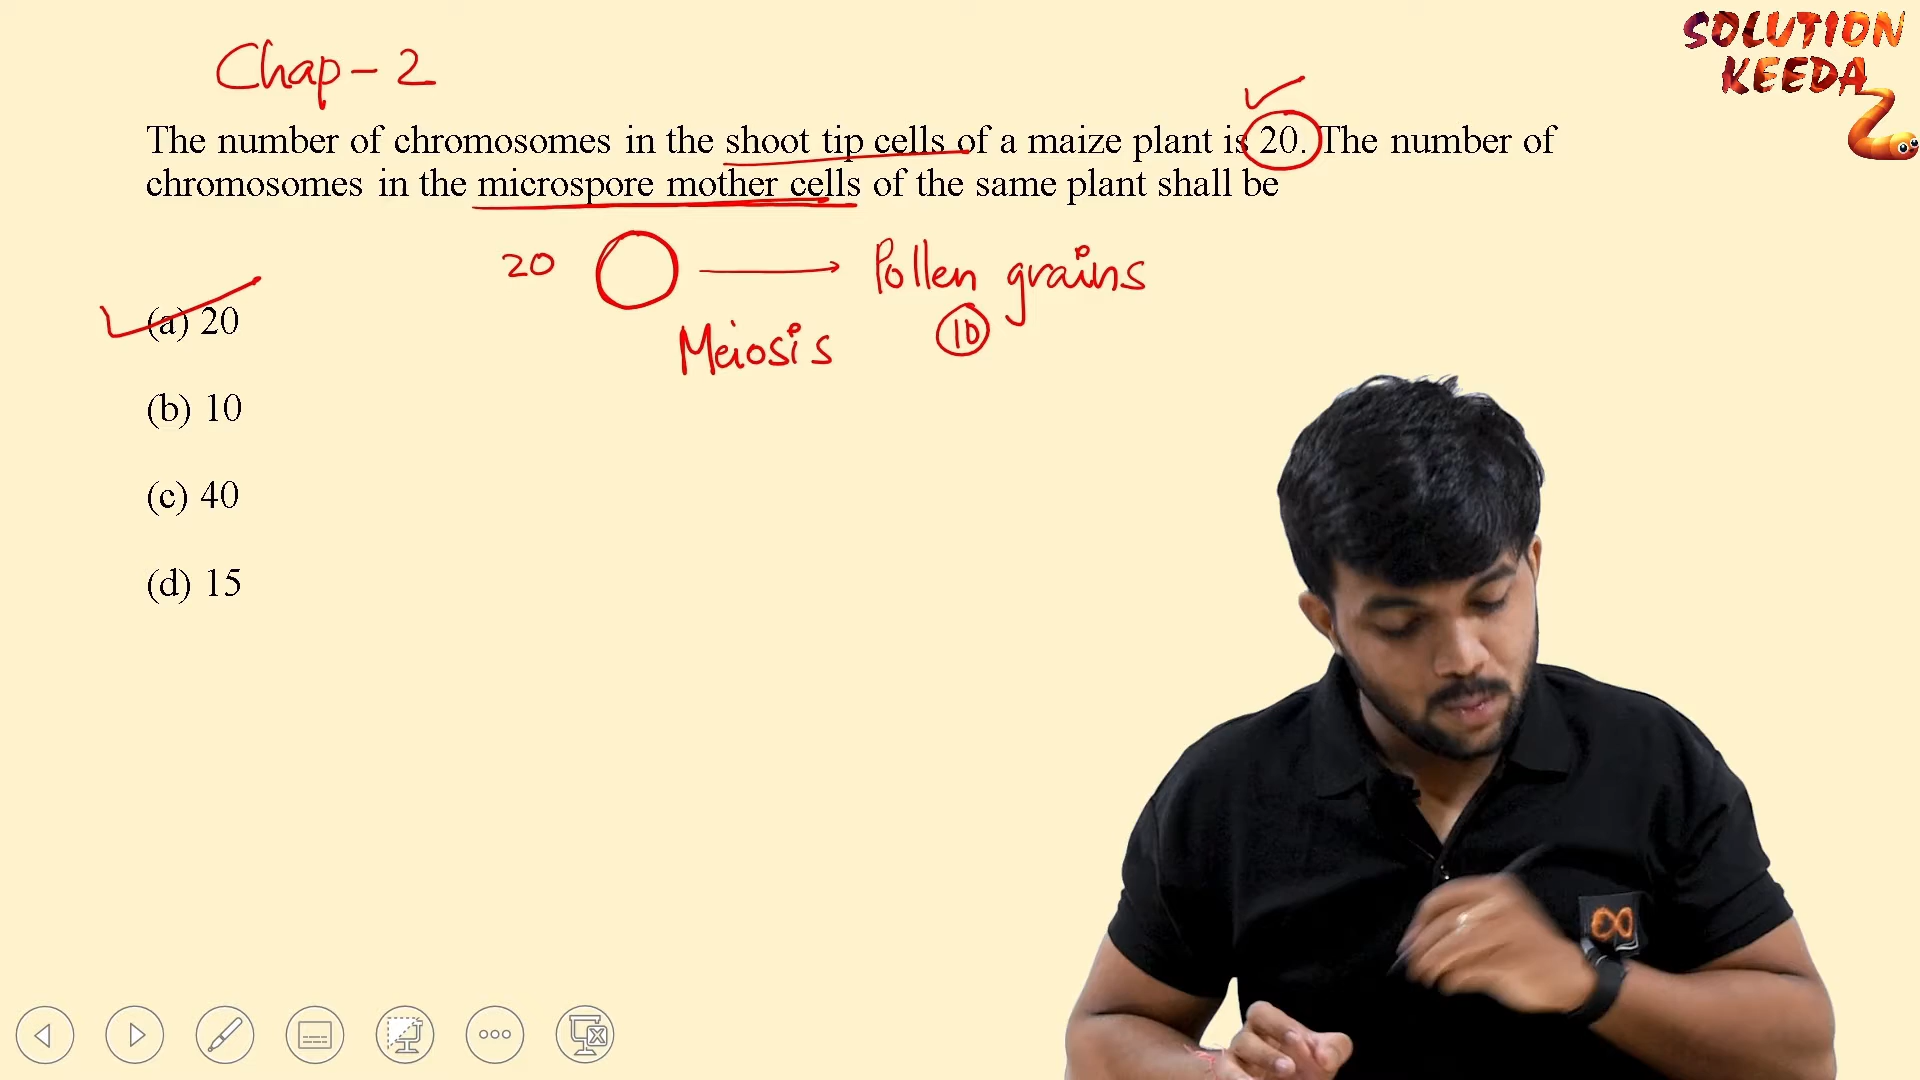 SOLUTION
KEEDA
Chap-2
The number of chromosomes in the shoot tip cells of a maize plant is 20. The number of
chromosomes in the microspore mother cells of the same plant shall be
20 Pollen grains
Meiosis 10
(a) 20
(b) 10
(c) 40
(d) 15